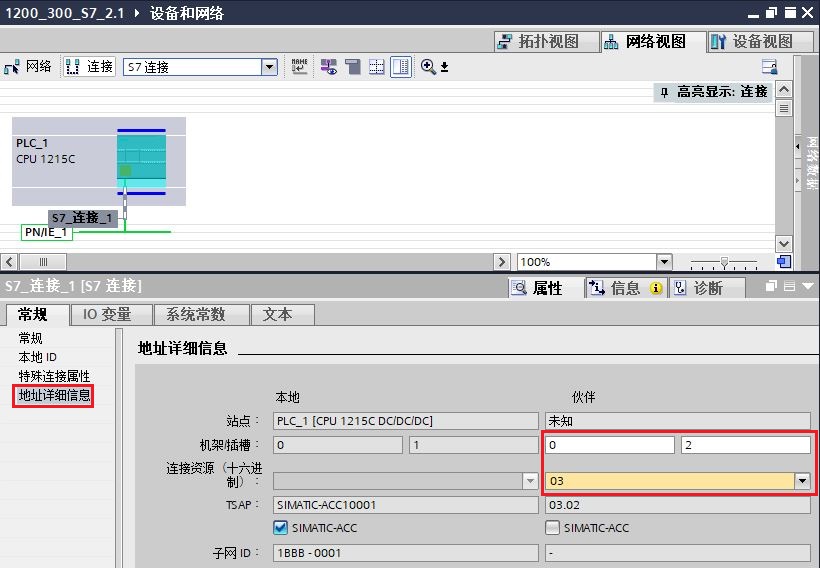 1200_300_S7_2.1 ▸ 设备和网络
拓扑视图 网络视图 设备视图
网络 连接 S7 连接
高亮显示: 连接
PLC_1
CPU 1215C
S7_连接_1
PN/IE_1
网络数据
100%
S7_连接_1 [S7 连接]
属性 信息 诊断
常规 IO 变量 系统常数 文本
常规
本地 ID
特殊连接属性
地址详细信息
地址详细信息
本地 伙伴
站点： PLC_1 [CPU 1215C DC/DC/DC] 未知
机架/插槽： 0 1 0 2
连接资源（十六进
制）： 03
TSAP： SIMATIC-ACC10001 03.02
SIMATIC-ACC SIMATIC-ACC
子网 ID： 1BBB - 0001 -